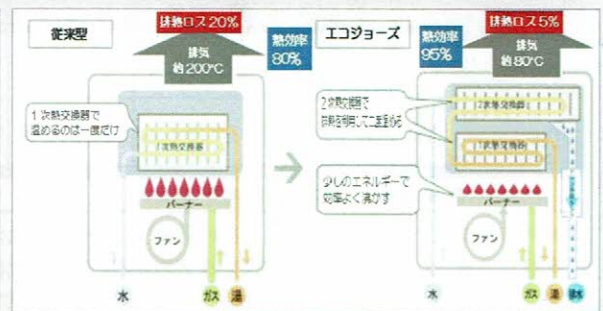 従来型
排熱ロス20%
排気
約200℃
熱効率
80%
1次熱交換器で
温めるのは一度だけ
1次熱交換器
バーナー
ファン
水
ガス
湯
エコジョーズ
熱効率
95%
排熱ロス5%
排気
約80℃
2次熱交換器で
排熱を利用して二度温める
2次熱交換器
1次熱交換器
少しのエネルギーで
効率よく沸かす
バーナー
ファン
水
ガス
湯
排水